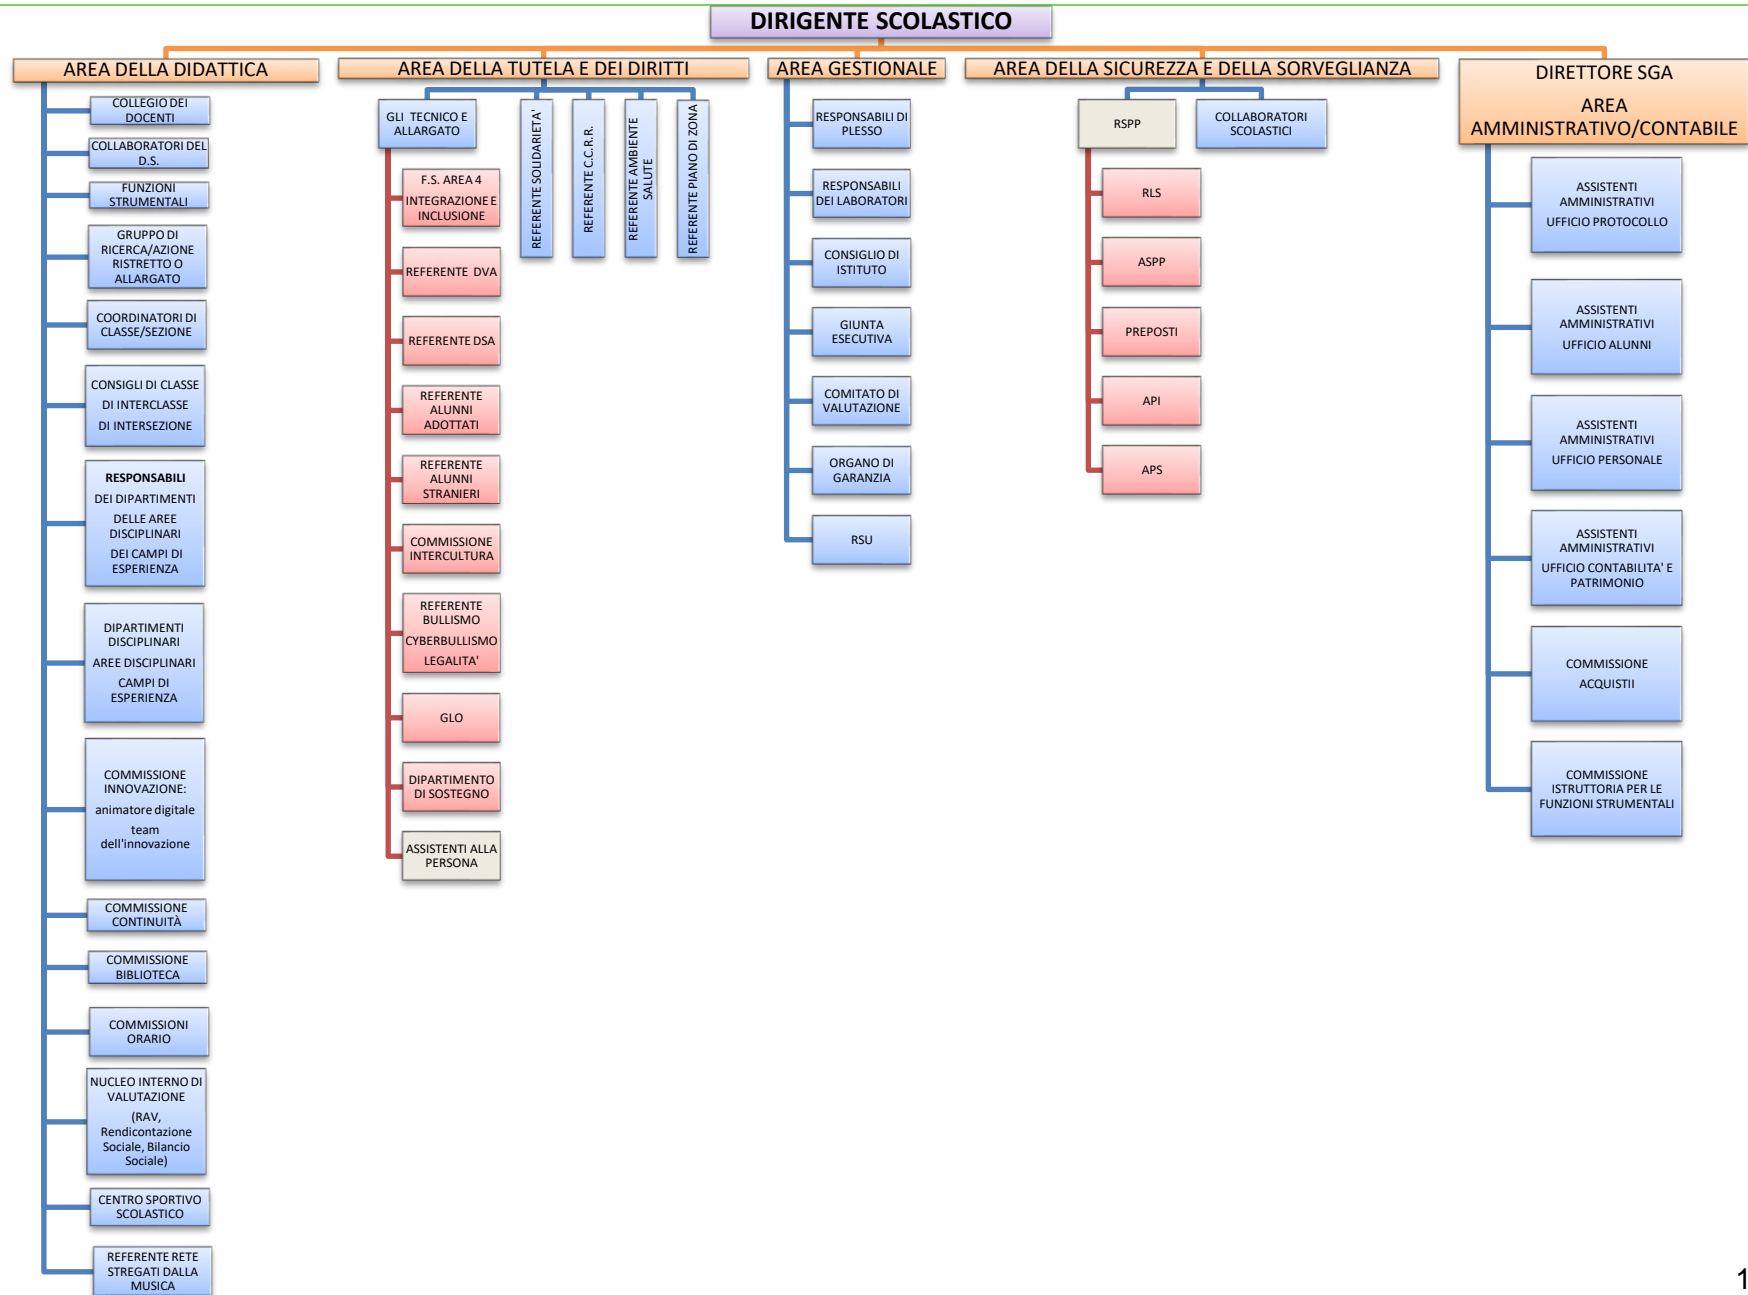 DIRIGENTE SCOLASTICO
AREA DELLA DIDATTICA
COLLEGIO DEI
DOCENTI
COLLABORATORI DEL
D.S.
FUNZIONI
STRUMENTALI
GRUPPO DI
RICERCA/AZIONE
RISTRETTO O
ALLARGATO
COORDINATORI DI
CLASSE/SEZIONE
CONSIGLI DI CLASSE
DI INTERCLASSE
DI INTERSEZIONE
RESPONSABILI
DEI DIPARTIMENTI
DELLE AREE
DISCIPLINARI
DEI CAMPI DI
ESPERIENZA
DIPARTIMENTI
DISCIPLINARI
AREE DISCIPLINARI
CAMPI DI
ESPERIENZA
COMMISSIONE
INNOVAZIONE:
animatore digitale
team
dell'innovazione
COMMISSIONE
CONTINUITÀ
COMMISSIONE
BIBLIOTECA
COMMISSIONI
ORARIO
NUCLEO INTERNO DI
VALUTAZIONE
(RAV,
Rendicontazione
Sociale, Bilancio
Sociale)
CENTRO SPORTIVO
SCOLASTICO
REFERENTE RETE
STREGATI DALLA
MUSICA
AREA DELLA TUTELA E DEI DIRITTI
GLI TECNICO E
ALLARGATO
F.S. AREA 4
INTEGRAZIONE E
INCLUSIONE
REFERENTE DVA
REFERENTE DSA
REFERENTE
ALUNNI
ADOTTATI
REFERENTE
ALUNNI
STRANIERI
COMMISSIONE
INTERCULTURA
REFERENTE
BULLISMO
CYBERBULLISMO
LEGALITA'
GLO
DIPARTIMENTO
DI SOSTEGNO
ASSISTENTI ALLA
PERSONA
REFERENTE SOLIDARIETA'
REFERENTE C.C.R.R.
REFERENTE AMBIENTE
SALUTE
REFERENTE PIANO DI ZONA
AREA GESTIONALE
RESPONSABILI DI
PLESSO
RESPONSABILI
DEI LABORATORI
CONSIGLIO DI
ISTITUTO
GIUNTA
ESECUTIVA
COMITATO DI
VALUTAZIONE
ORGANO DI
GARANZIA
RSU
AREA DELLA SICUREZZA E DELLA SORVEGLIANZA
RSPP
RLS
ASPP
PREPOSTI
API
APS
COLLABORATORI
SCOLASTICI
DIRETTORE SGA
AREA
AMMINISTRATIVO/CONTABILE
ASSISTENTI
AMMINISTRATIVI
UFFICIO PROTOCOLLO
ASSISTENTI
AMMINISTRATIVI
UFFICIO ALUNNI
ASSISTENTI
AMMINISTRATIVI
UFFICIO PERSONALE
ASSISTENTI
AMMINISTRATIVI
UFFICIO CONTABILITA' E
PATRIMONIO
COMMISSIONE
ACQUISTII
COMMISSIONE
ISTRUTTORIA PER LE
FUNZIONI STRUMENTALI
1